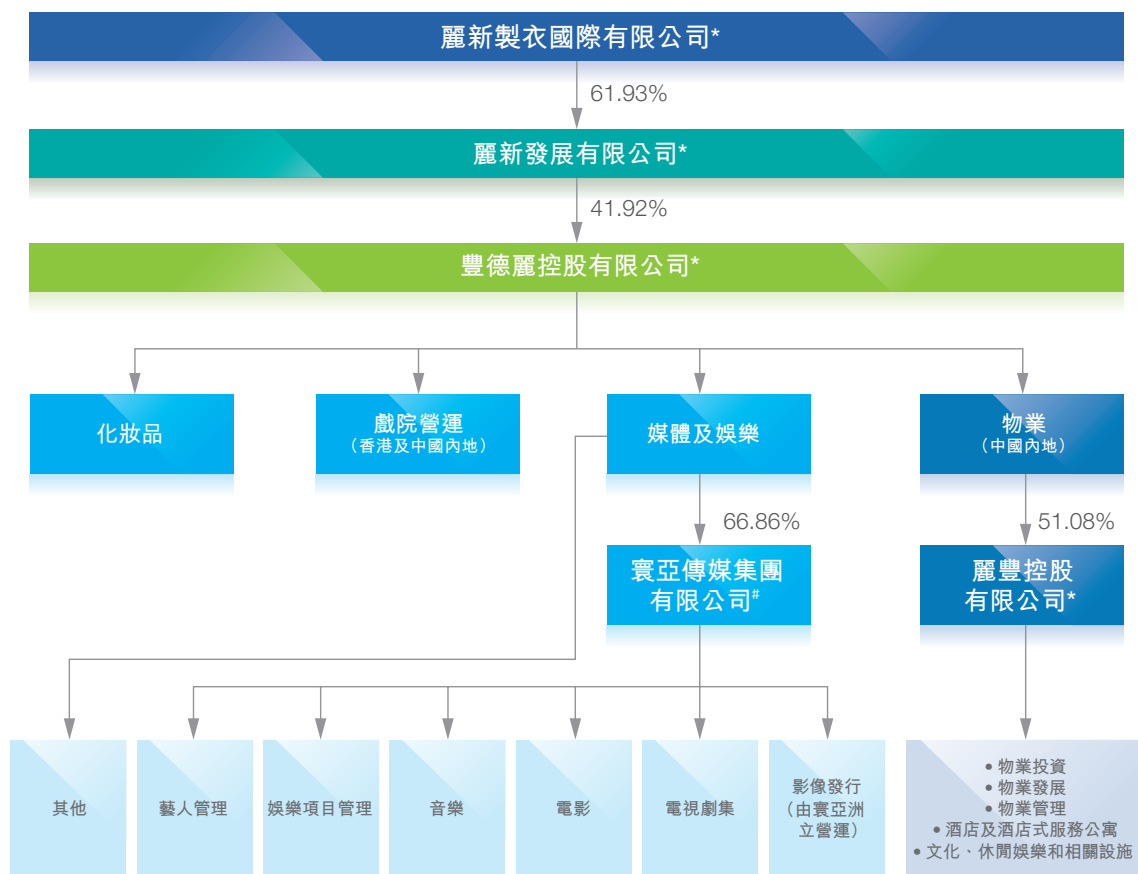 麗新製衣國際有限公司*
61.93%
麗新發展有限公司*
41.92%
豐德麗控股有限公司*
化妝品
戲院營運
（香港及中國內地）
媒體及娛樂
物業
（中國內地）
66.86%
51.08%
寰亞傳媒集團
有限公司#
麗豐控股
有限公司*
其他
藝人管理
娛樂項目管理
音樂
電影
電視劇集
影像發行
（由寰亞洲
立營運）
• 物業投資
• 物業發展
• 物業管理
• 酒店及酒店式服務公寓
• 文化、休閒娛樂和相關設施